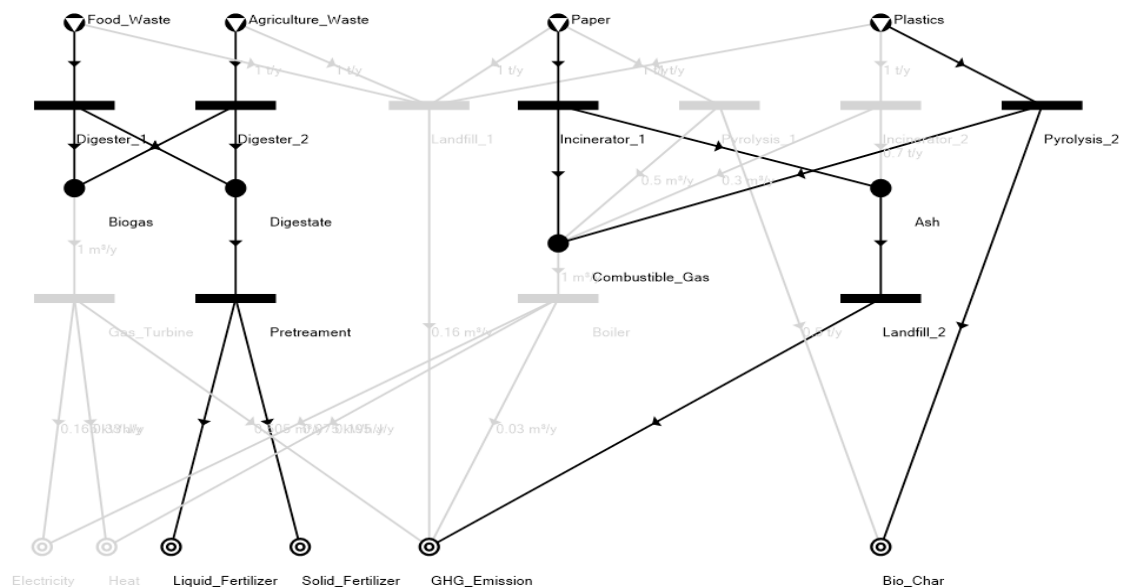 Food_Waste
Agriculture_Waste
Paper
Plastics
1 t/y
1 t/y
1 t/y
1 t/y
Digester_1
Digester_2
Landfill_1
Incinerator_1
Pyrolysis_1
Incinerator_2
Pyrolysis_2
0.7 t/y
0.5 m³/y
0.3 m³/y
Biogas
Digestate
Ash
1 m³/y
1 m³/y
Combustible_Gas
Gas_Turbine
Pretreament
0.16 m³/y
Boiler
0.5 t/y
Landfill_2
0.03 m³/y
Electricity
Heat
Liquid_Fertilizer
Solid_Fertilizer
GHG_Emission
Bio_Char